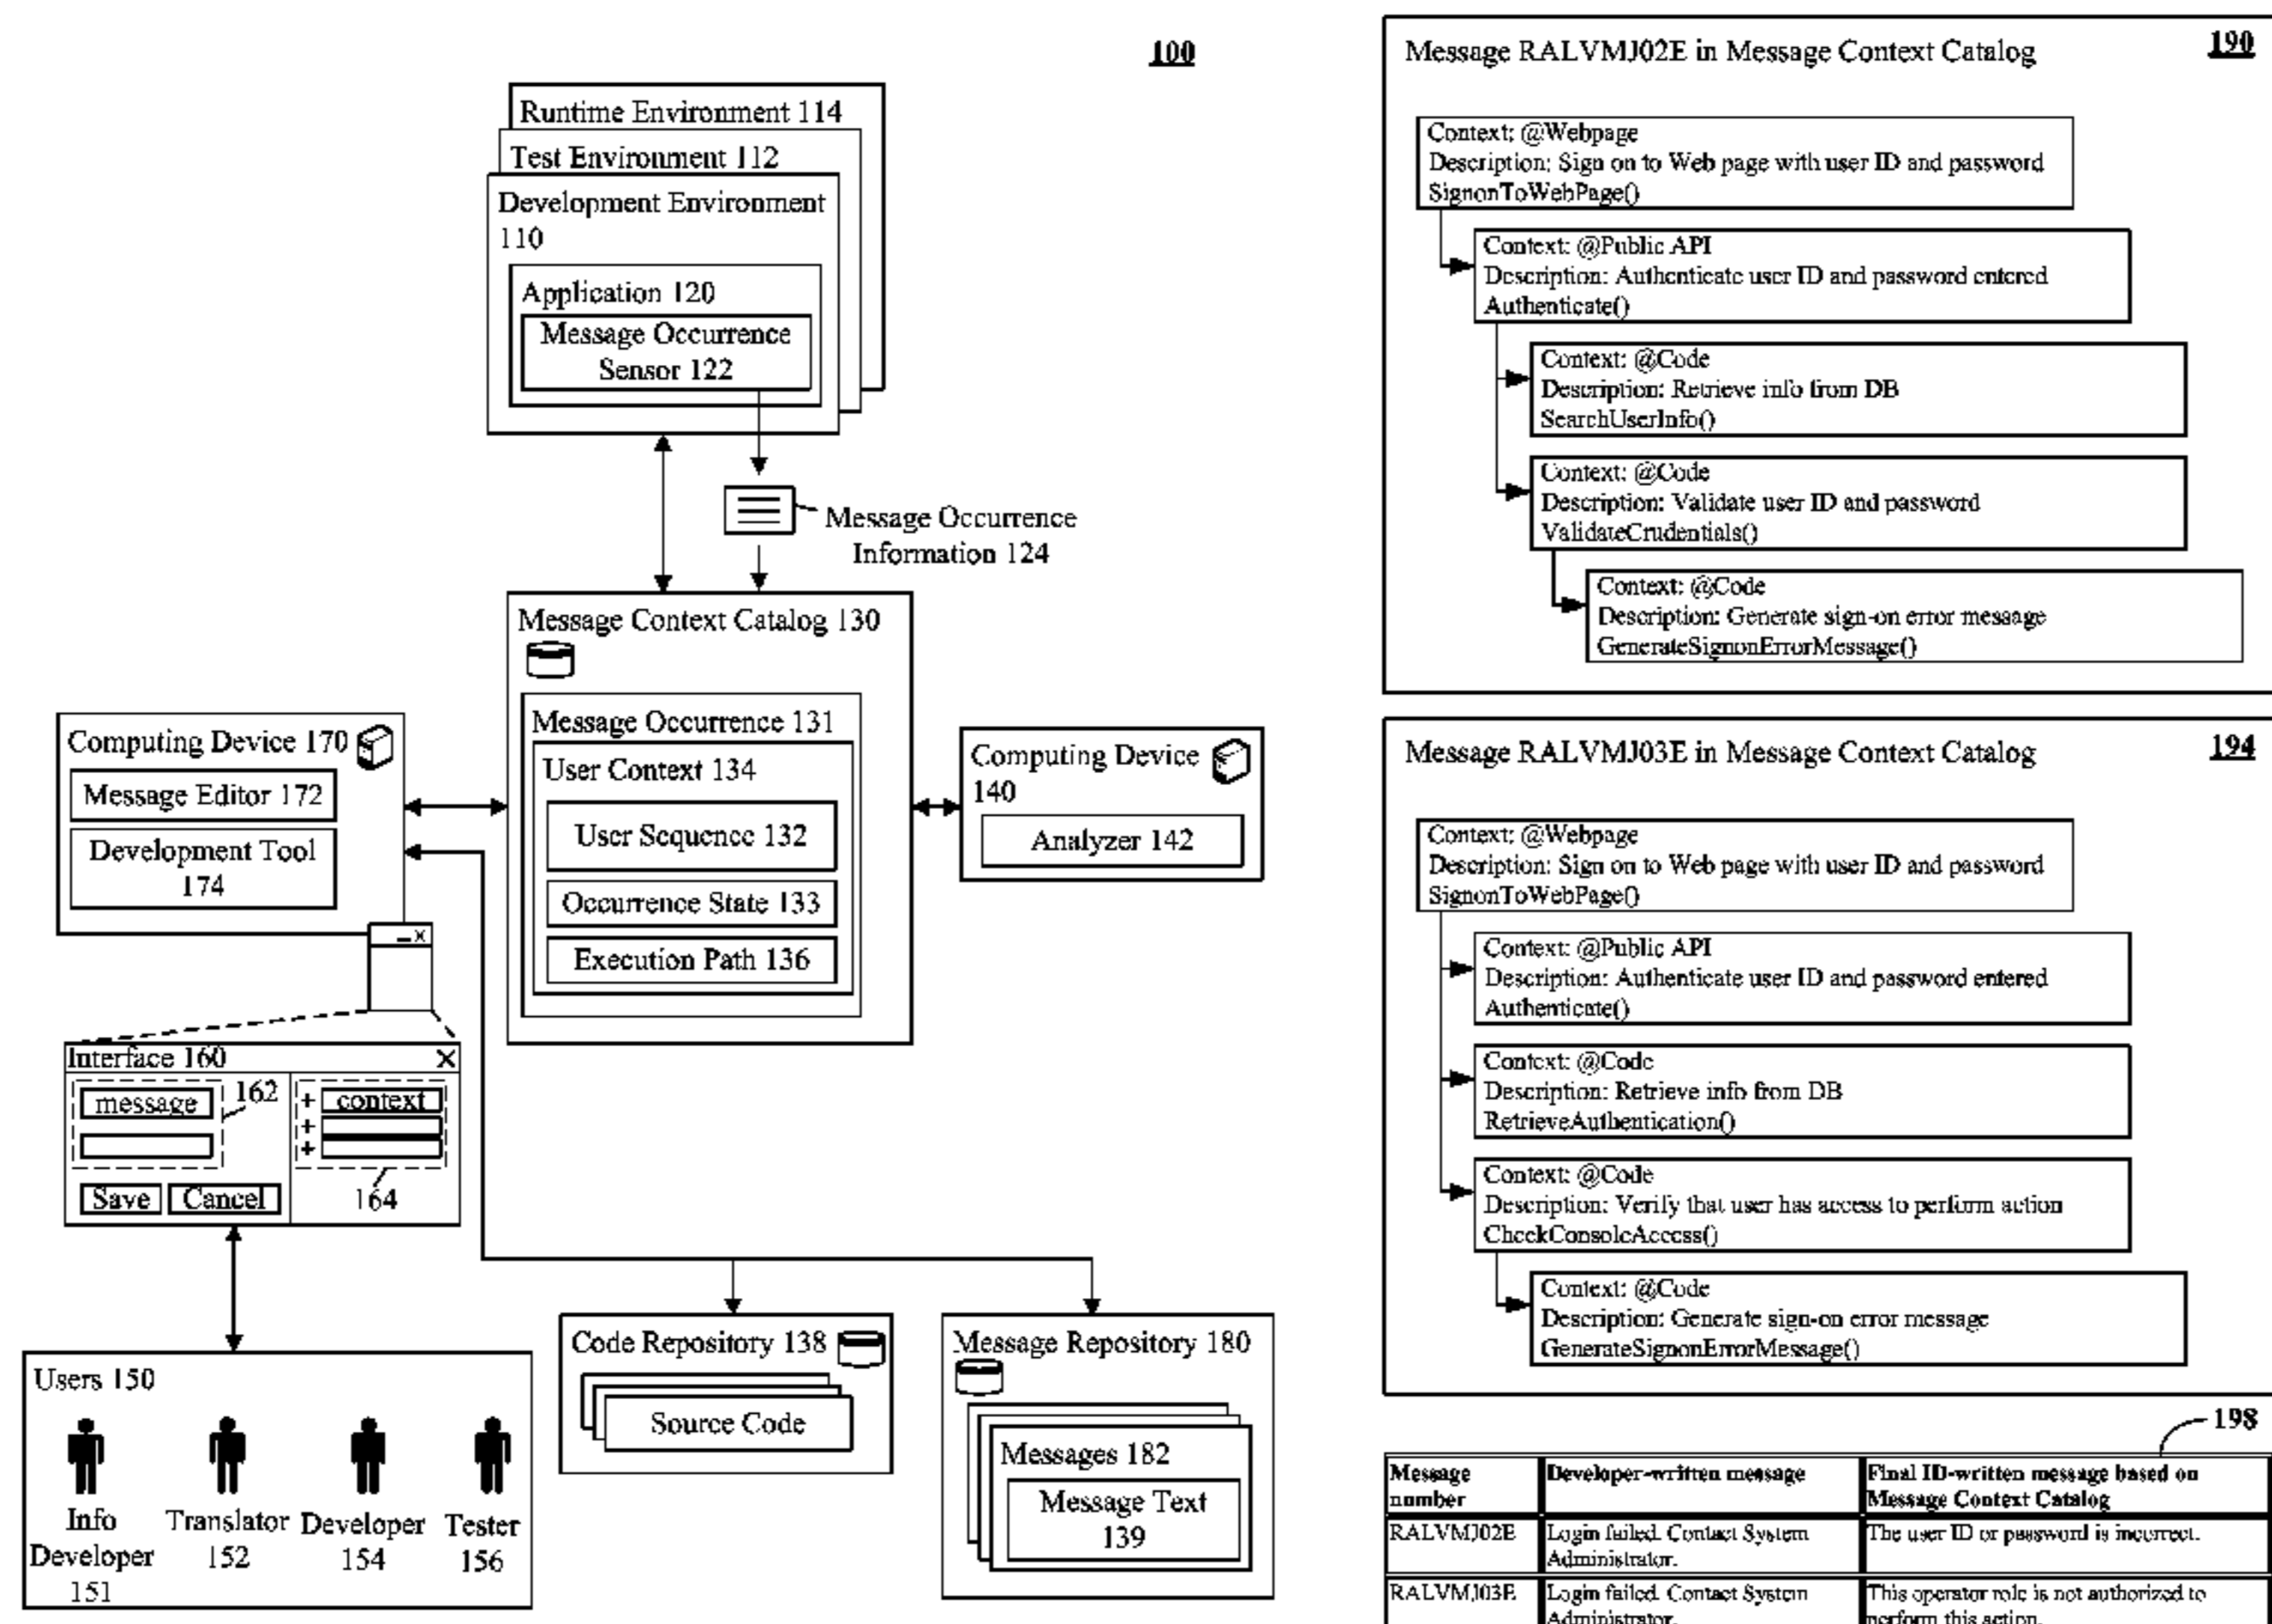 100
Runtime Environment 114
Test Environment 112
Development Environment
110
Application 120
Message Occurrence
Sensor 122
Message Occurrence
Information 124
Message Context Catalog 130
Message Occurrence 131
User Context 134
User Sequence 132
Occurrence State 133
Execution Path 136
Computing Device 170
Message Editor 172
Development Tool
174
Computing Device
140
Analyzer 142
Interface 160
message
162
context
164
Save
Cancel
Users 150
Info
Developer
151
Translator
152
Developer
154
Tester
156
Code Repository 138
Source Code
Message Repository 180
Messages 182
Message Text
139
Message RALVMJ02E in Message Context Catalog
190
Context: @Webpage
Description: Sign on to Web page with user ID and password
SignonToWebPage()
Context: @Public API
Description: Authenticate user ID and password entered
Authenticate()
Context: @Code
Description: Retrieve info from DB
SearchUserInfo()
Context: @Code
Description: Validate user ID and password
ValidateCrudentials()
Context: @Code
Description: Generate sign-on error message
GenerateSignonErrorMessage()
Message RALVMJ03E in Message Context Catalog
194
Context: @Webpage
Description: Sign on to Web page with user ID and password
SignonToWebPage()
Context: @Public API
Description: Authenticate user ID and password entered
Authenticate()
Context: @Code
Description: Retrieve info from DB
RetrieveAuthentication()
Context: @Code
Description: Verify that user has access to perform action
CheckConsoleAccess()
Context: @Code
Description: Generate sign-on error message
GenerateSignonErrorMessage()
198
Message
number
Developer-written message
Final ID-written message based on
Message Context Catalog
RALVMJ02E
Login failed. Contact System
Administrator.
The user ID or password is incorrect.
RALVMJ03E
Login failed. Contact System
Administrator.
This operator role is not authorized to
perform this action.